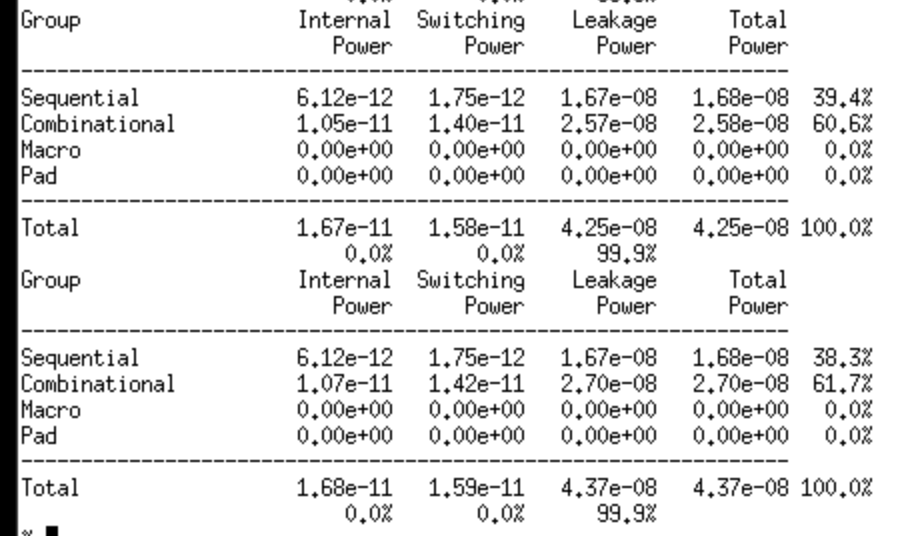 Group Internal Switching Leakage Total
Power Power Power Power
----------------------------------------------------------------
Sequential 6.12e-12 1.75e-12 1.67e-08 1.68e-08 39.4%
Combinational 1.05e-11 1.40e-11 2.57e-08 2.58e-08 60.6%
Macro 0.00e+00 0.00e+00 0.00e+00 0.00e+00 0.0%
Pad 0.00e+00 0.00e+00 0.00e+00 0.00e+00 0.0%
----------------------------------------------------------------
Total 1.67e-11 1.58e-11 4.25e-08 4.25e-08 100.0%
0.0% 0.0% 99.9%
Group Internal Switching Leakage Total
Power Power Power Power
----------------------------------------------------------------
Sequential 6.12e-12 1.75e-12 1.67e-08 1.68e-08 38.3%
Combinational 1.07e-11 1.42e-11 2.70e-08 2.70e-08 61.7%
Macro 0.00e+00 0.00e+00 0.00e+00 0.00e+00 0.0%
Pad 0.00e+00 0.00e+00 0.00e+00 0.00e+00 0.0%
----------------------------------------------------------------
Total 1.68e-11 1.59e-11 4.37e-08 4.37e-08 100.0%
0.0% 0.0% 99.9%
%